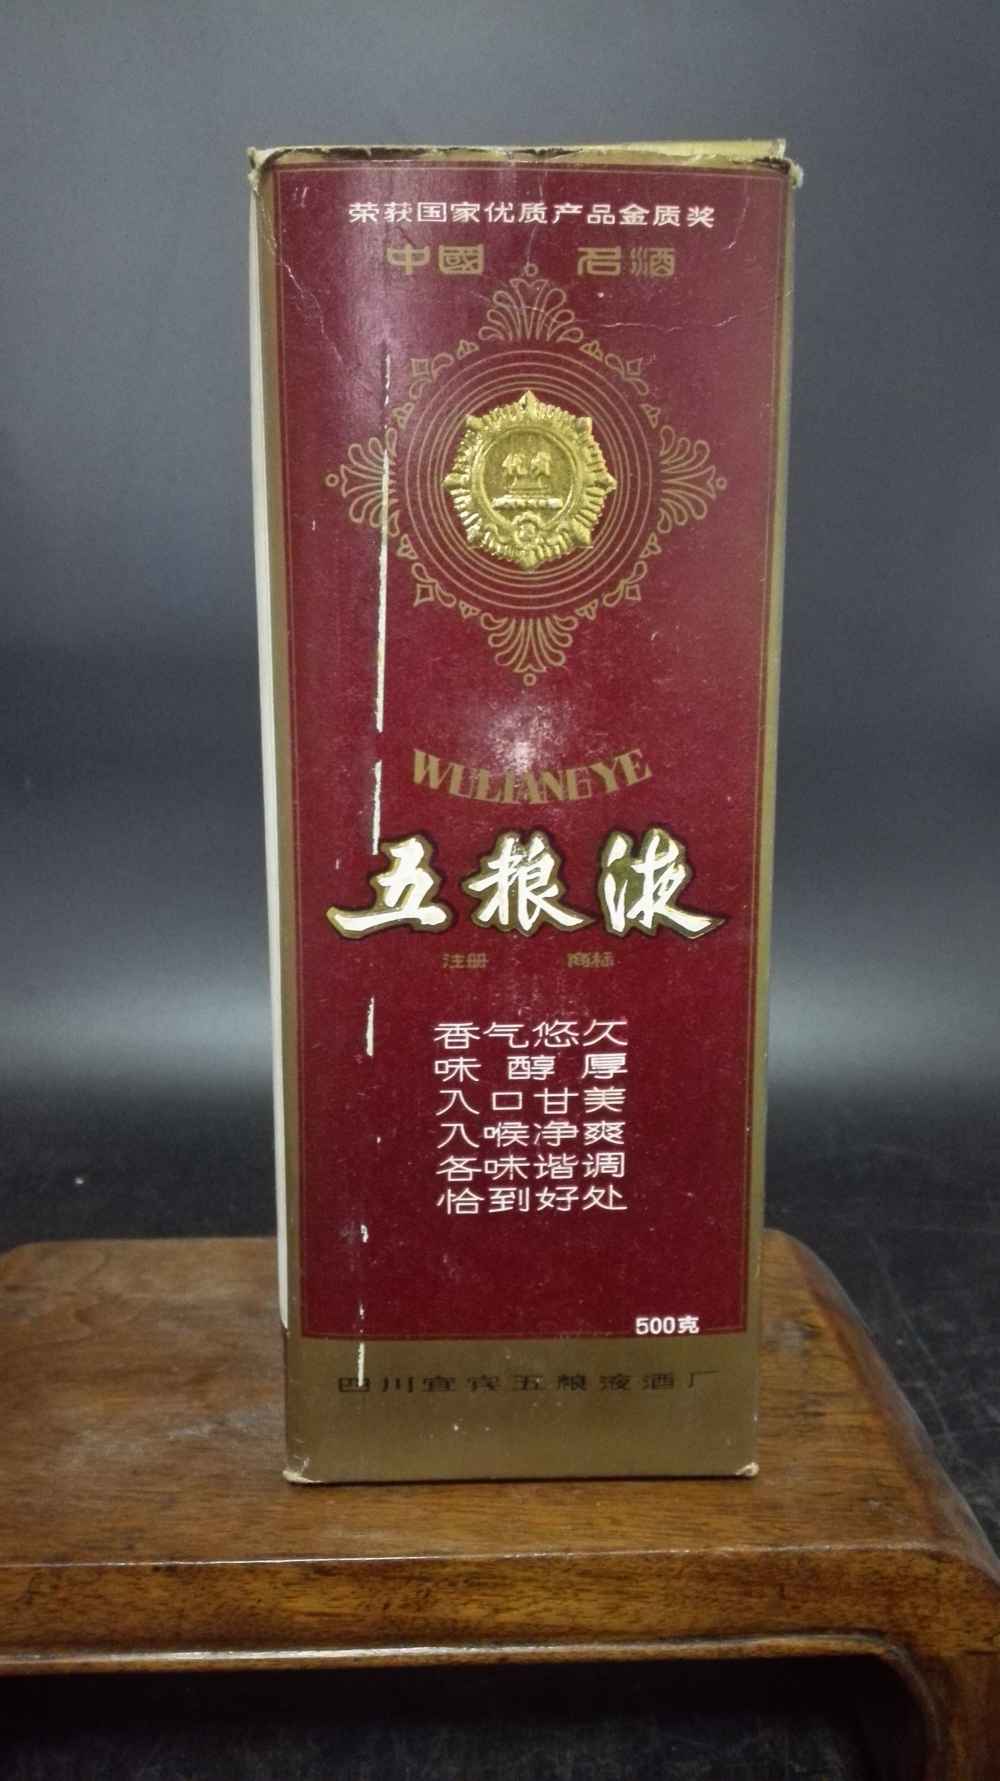 荣获国家优质产品金质奖
中國 名酒
WULIANGYE
五粮液
注册 商标
香气悠久
味醇厚
入口甘美
入喉净爽
各味谐调
恰到好处
500克
四川宜宾五粮液酒厂